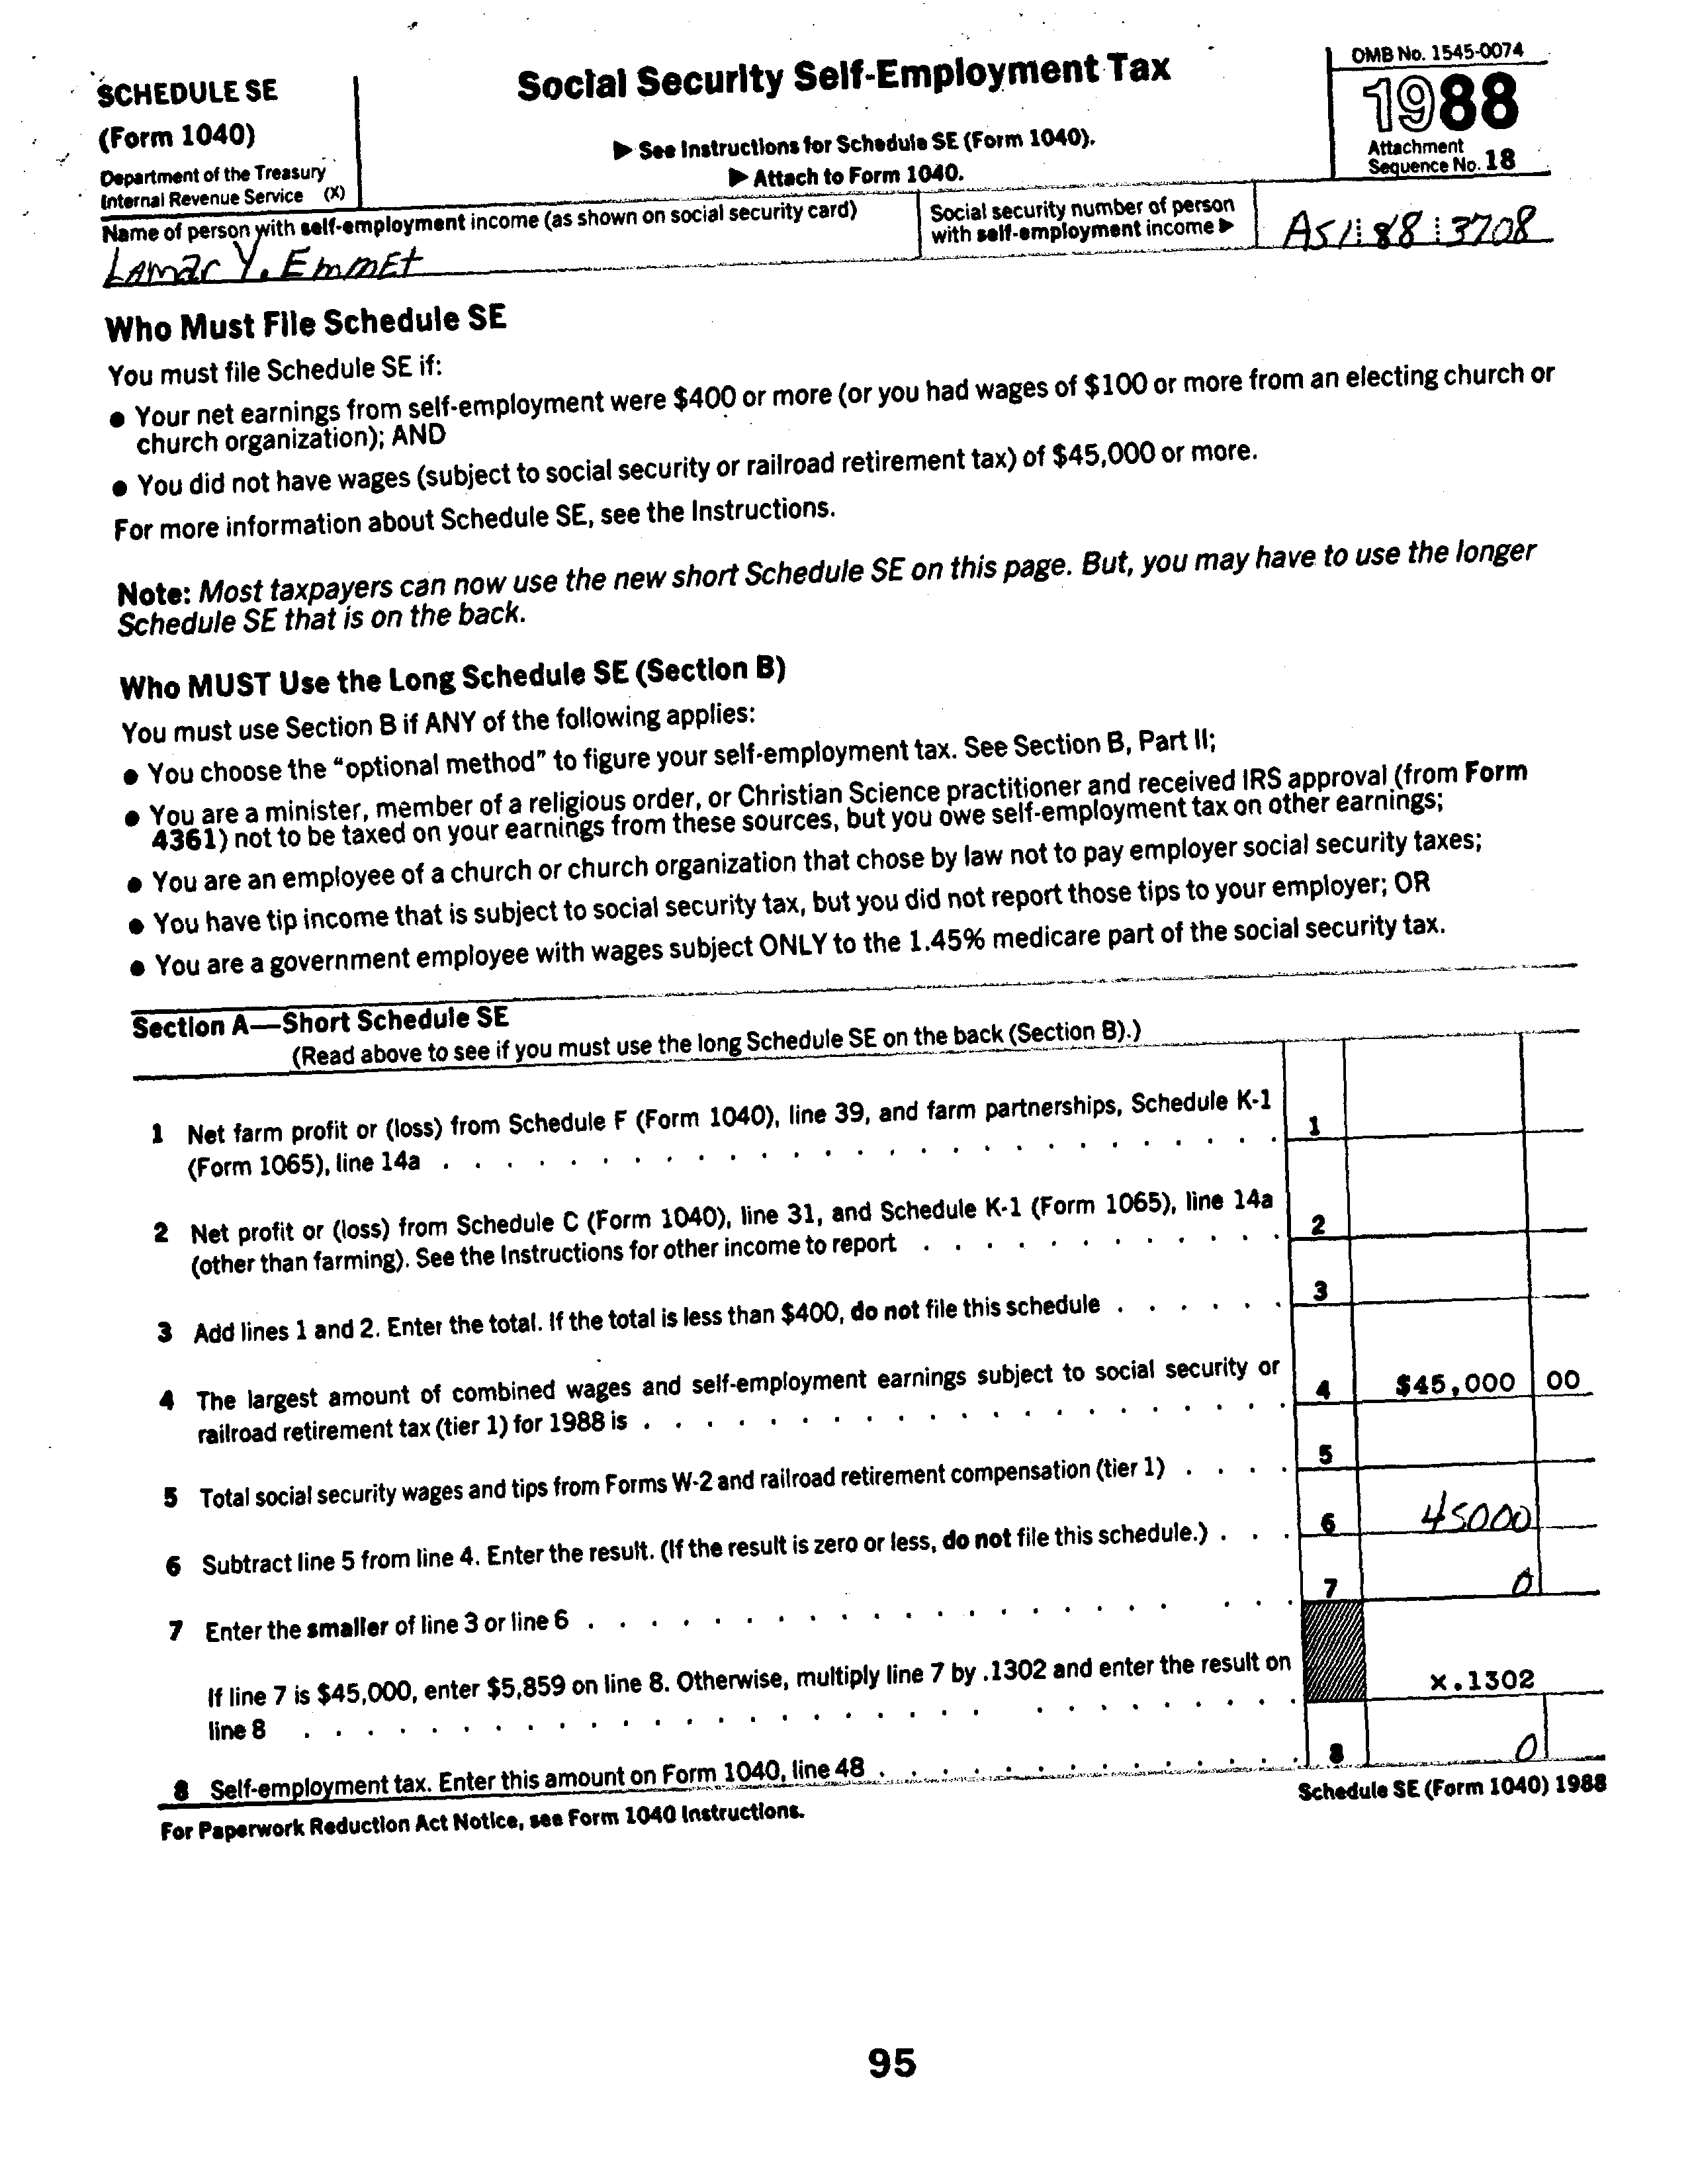 SCHEDULE SE
(Form 1040)
Department of the Treasury
Internal Revenue Service (X)
Social Security Self-Employment Tax
▶ See Instructions for Schedule SE (Form 1040).
▶ Attach to Form 1040.
OMB No. 1545-0074
1988
Attachment
Sequence No. 18
Name of person with self-employment income (as shown on social security card)
Lamar Y. Emmet
Social security number of person
with self-employment income ▶
AS1 88 3708
Who Must File Schedule SE
You must file Schedule SE if:
● Your net earnings from self-employment were $400 or more (or you had wages of $100 or more from an electing church or
church organization); AND
● You did not have wages (subject to social security or railroad retirement tax) of $45,000 or more.
For more information about Schedule SE, see the Instructions.
Note: Most taxpayers can now use the new short Schedule SE on this page. But, you may have to use the longer
Schedule SE that is on the back.
Who MUST Use the Long Schedule SE (Section B)
You must use Section B if ANY of the following applies:
● You choose the "optional method" to figure your self-employment tax. See Section B, Part II;
● You are a minister, member of a religious order, or Christian Science practitioner and received IRS approval (from Form
4361) not to be taxed on your earnings from these sources, but you owe self-employment tax on other earnings;
● You are an employee of a church or church organization that chose by law not to pay employer social security taxes;
● You have tip income that is subject to social security tax, but you did not report those tips to your employer; OR
● You are a government employee with wages subject ONLY to the 1.45% medicare part of the social security tax.
Section A—Short Schedule SE
(Read above to see if you must use the long Schedule SE on the back (Section B).)
1 Net farm profit or (loss) from Schedule F (Form 1040), line 39, and farm partnerships, Schedule K-1
(Form 1065), line 14a . . . . . . . . . . . . . . . . . . . . . . . . . . 1
2 Net profit or (loss) from Schedule C (Form 1040), line 31, and Schedule K-1 (Form 1065), line 14a
(other than farming). See the Instructions for other income to report . . . . . . . . . . . . 2
3 Add lines 1 and 2. Enter the total. If the total is less than $400, do not file this schedule . . . . . . 3
4 The largest amount of combined wages and self-employment earnings subject to social security or
railroad retirement tax (tier 1) for 1988 is . . . . . . . . . . . . . . . . . . . . 4 $45,000 00
5 Total social security wages and tips from Forms W-2 and railroad retirement compensation (tier 1) . . . . 5
6 Subtract line 5 from line 4. Enter the result. (If the result is zero or less, do not file this schedule.) . . . 6 45000
7 Enter the smaller of line 3 or line 6 . . . . . . . . . . . . . . . . . . . . . . 7 0
If line 7 is $45,000, enter $5,859 on line 8. Otherwise, multiply line 7 by .1302 and enter the result on
line 8 . . . . . . . . . . . . . . . . . . . . . . . . . . . . . . x.1302
8 Self-employment tax. Enter this amount on Form 1040, line 48 . . . . . . . . . . . . . . 8 0
For Paperwork Reduction Act Notice, see Form 1040 Instructions.
Schedule SE (Form 1040) 1988
95